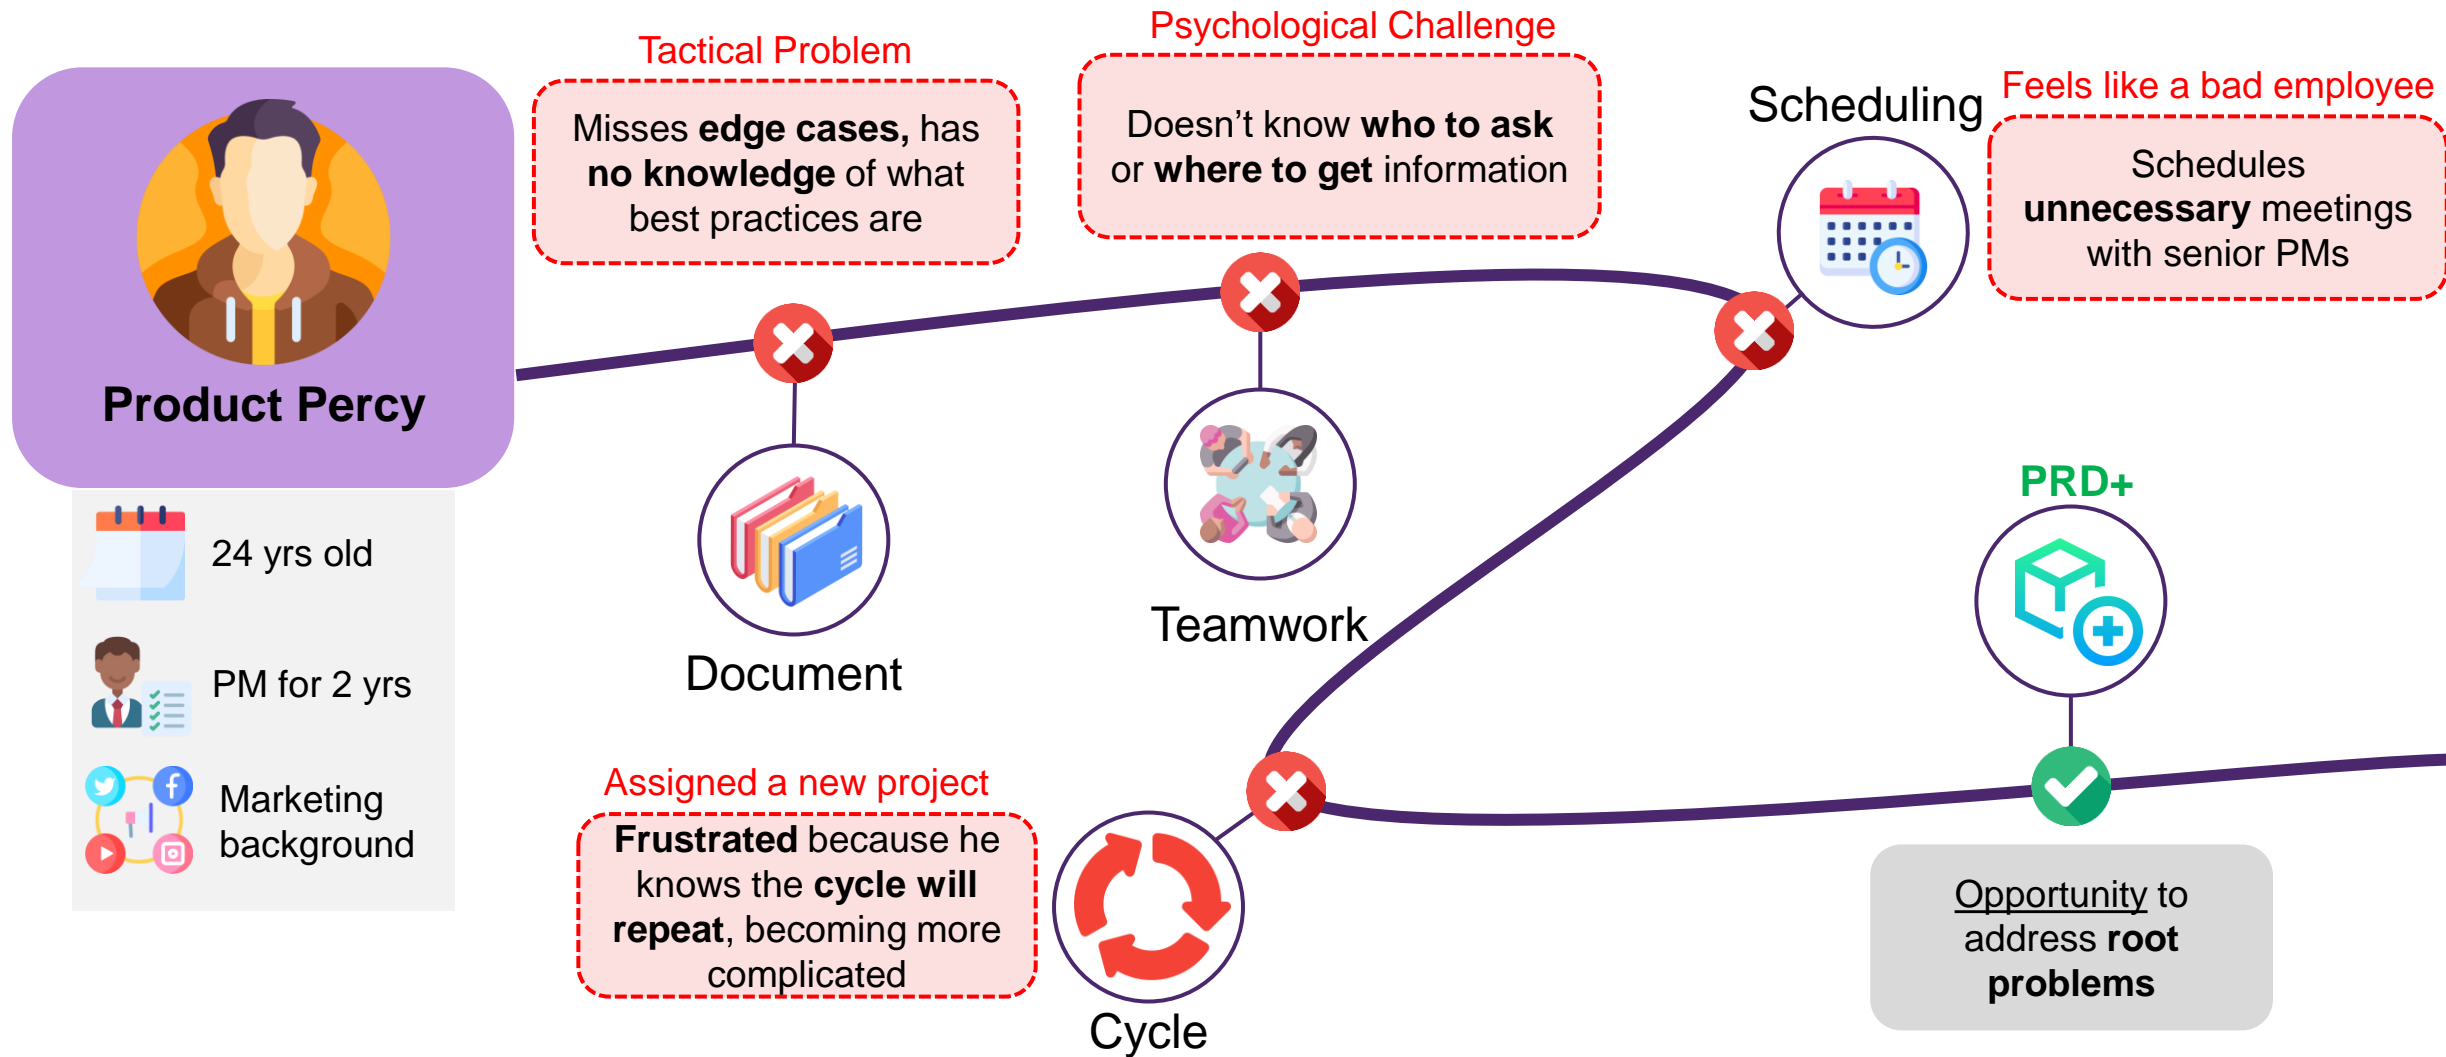 Product Percy
24 yrs old
PM for 2 yrs
Marketing
background
Tactical Problem
Misses edge cases, has
no knowledge of what
best practices are
Document
Psychological Challenge
Doesn’t know who to ask
or where to get information
Teamwork
Scheduling
Feels like a bad employee
Schedules
unnecessary meetings
with senior PMs
Assigned a new project
Frustrated because he
knows the cycle will
repeat, becoming more
complicated
Cycle
PRD+
Opportunity to
address root
problems